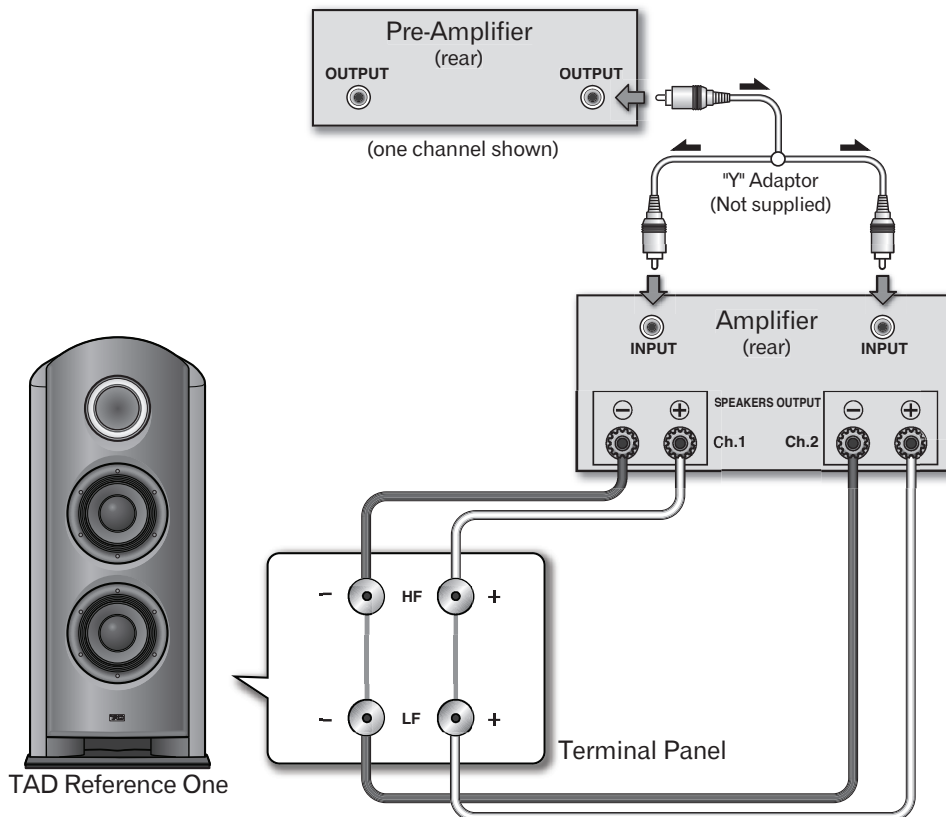 Pre-Amplifier
(rear)
OUTPUT
OUTPUT
(one channel shown)
"Y" Adaptor
(Not supplied)
Amplifier
(rear)
INPUT
INPUT
SPEAKERS OUTPUT
− + − +
Ch.1 Ch.2
− HF +
− LF +
Terminal Panel
TAD
TAD Reference One